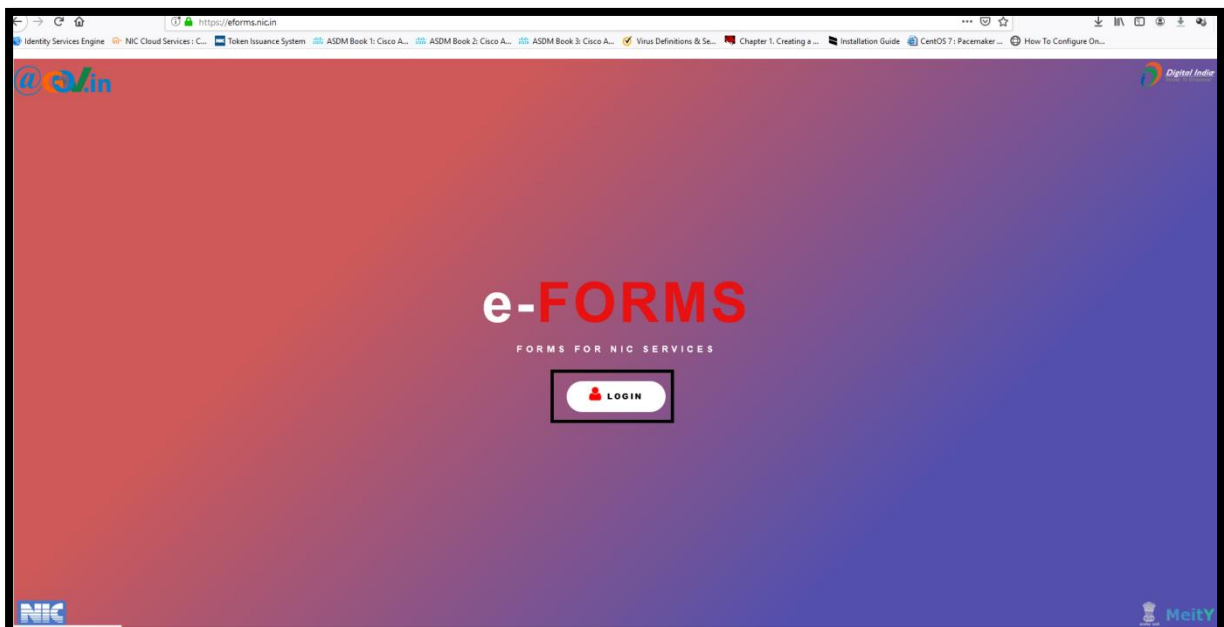 https://eforms.nic.in
Identity Services Engine NIC Cloud Services : C... Token Issuance System ASDM Book 1: Cisco A... ASDM Book 2: Cisco A... ASDM Book 3: Cisco A... Virus Definitions & Se... Chapter 1. Creating a ... Installation Guide CentOS 7 : Pacemaker ... How To Configure On...
@GOV.in
Digital India
e-FORMS
FORMS FOR NIC SERVICES
LOGIN
NIC
MeitY